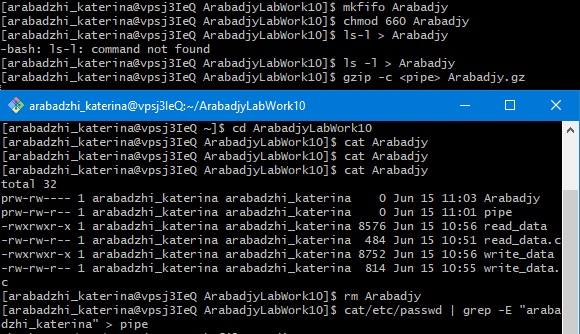 [arabadzhi_katerina@vpsj3IeQ ArabadjyLabWork10]$ mkfifo Arabadjy
[arabadzhi_katerina@vpsj3IeQ ArabadjyLabWork10]$ chmod 660 Arabadjy
[arabadzhi_katerina@vpsj3IeQ ArabadjyLabWork10]$ ls-l > Arabadjy
-bash: ls-l: command not found
[arabadzhi_katerina@vpsj3IeQ ArabadjyLabWork10]$ ls -l > Arabadjy
[arabadzhi_katerina@vpsj3IeQ ArabadjyLabWork10]$ gzip -c <pipe> Arabadjy.gz
arabadzhi_katerina@vpsj3IeQ:~/ArabadjyLabWork10
[arabadzhi_katerina@vpsj3IeQ ~]$ cd ArabadjyLabWork10
[arabadzhi_katerina@vpsj3IeQ ArabadjyLabWork10]$ cat Arabadjy
[arabadzhi_katerina@vpsj3IeQ ArabadjyLabWork10]$ cat Arabadjy
[arabadzhi_katerina@vpsj3IeQ ArabadjyLabWork10]$ cat Arabadjy
total 32
prw-rw---- 1 arabadzhi_katerina arabadzhi_katerina    0 Jun 15 11:03 Arabadjy
prw-rw-r-- 1 arabadzhi_katerina arabadzhi_katerina    0 Jun 15 11:01 pipe
-rwxrwxr-x 1 arabadzhi_katerina arabadzhi_katerina 8576 Jun 15 10:56 read_data
-rw-rw-r-- 1 arabadzhi_katerina arabadzhi_katerina  484 Jun 15 10:51 read_data.c
-rwxrwxr-x 1 arabadzhi_katerina arabadzhi_katerina 8752 Jun 15 10:56 write_data
-rw-rw-r-- 1 arabadzhi_katerina arabadzhi_katerina  814 Jun 15 10:55 write_data.
c
[arabadzhi_katerina@vpsj3IeQ ArabadjyLabWork10]$ rm Arabadjy
[arabadzhi_katerina@vpsj3IeQ ArabadjyLabWork10]$ cat/etc/passwd | grep -E "araba
dzhi_katerina" > pipe